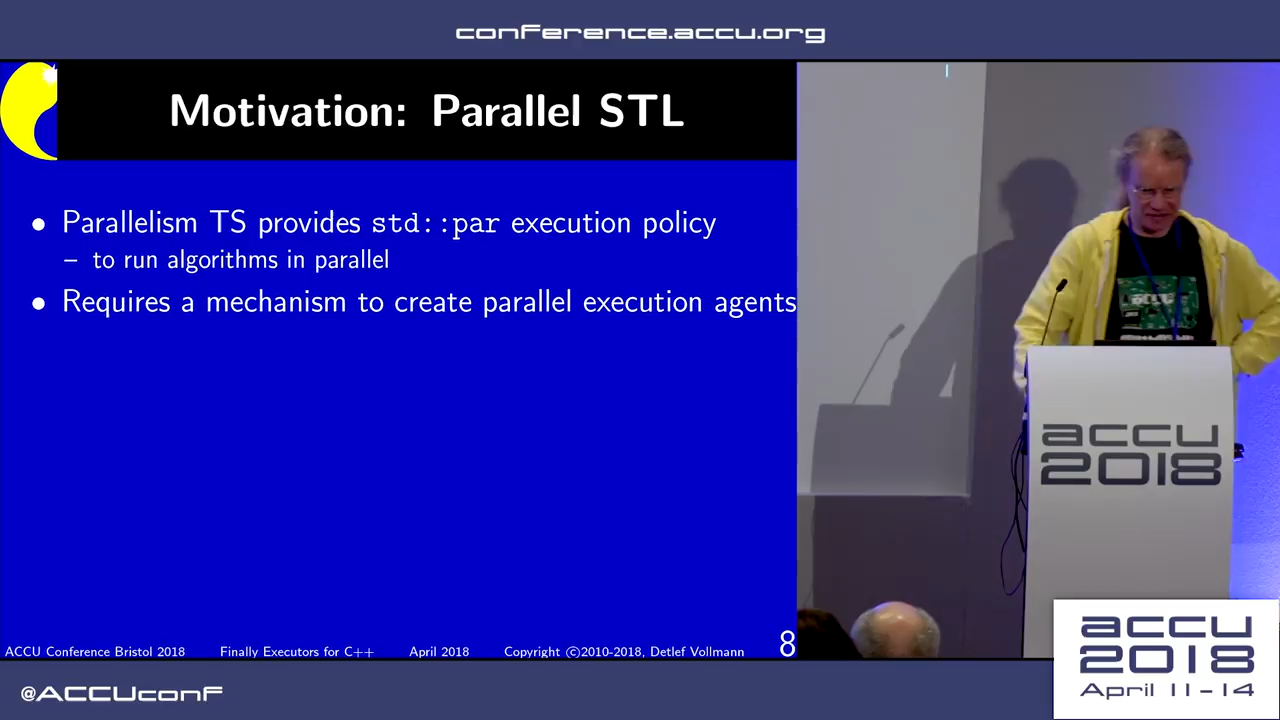 conference.accu.org
Motivation: Parallel STL
• Parallelism TS provides std::par execution policy
– to run algorithms in parallel
• Requires a mechanism to create parallel execution agents
accu
2018
ACCU Conference Bristol 2018 Finally Executors for C++ April 2018 Copyright ©2010-2018, Detlef Vollmann 8
@ACCUconf
accu
2018
April 11-14